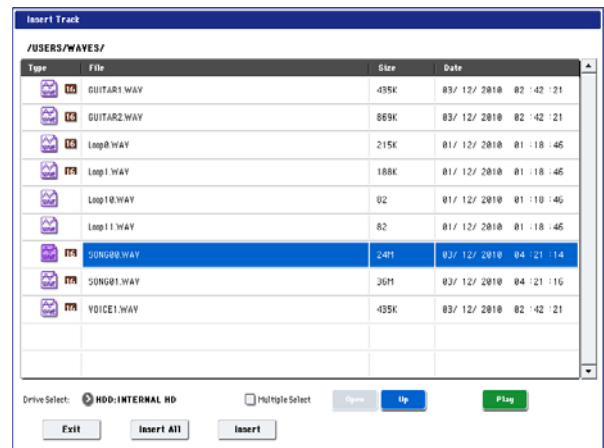 Insert Track
/USERS/WAVES/
Type File Size Date
16 GUITAR1.WAV 435K 03/ 12/ 2010 02 :42 :21
16 GUITAR2.WAV 869K 03/ 12/ 2010 02 :42 :21
16 Loop0.WAV 215K 01/ 12/ 2010 01 :18 :46
16 Loop1.WAV 188K 01/ 12/ 2010 01 :18 :46
Loop10.WAV 82 01/ 12/ 2010 01 :18 :46
Loop11.WAV 82 01/ 12/ 2010 01 :18 :46
16 SONG00.WAV 24M 03/ 12/ 2010 04 :21 :14
16 SONG01.WAV 36M 03/ 12/ 2010 04 :21 :16
16 VOICE1.WAV 435K 03/ 12/ 2010 02 :42 :21
Drive Select: HDD:INTERNAL HD Multiple Select Open Up Play
Exit Insert All Insert